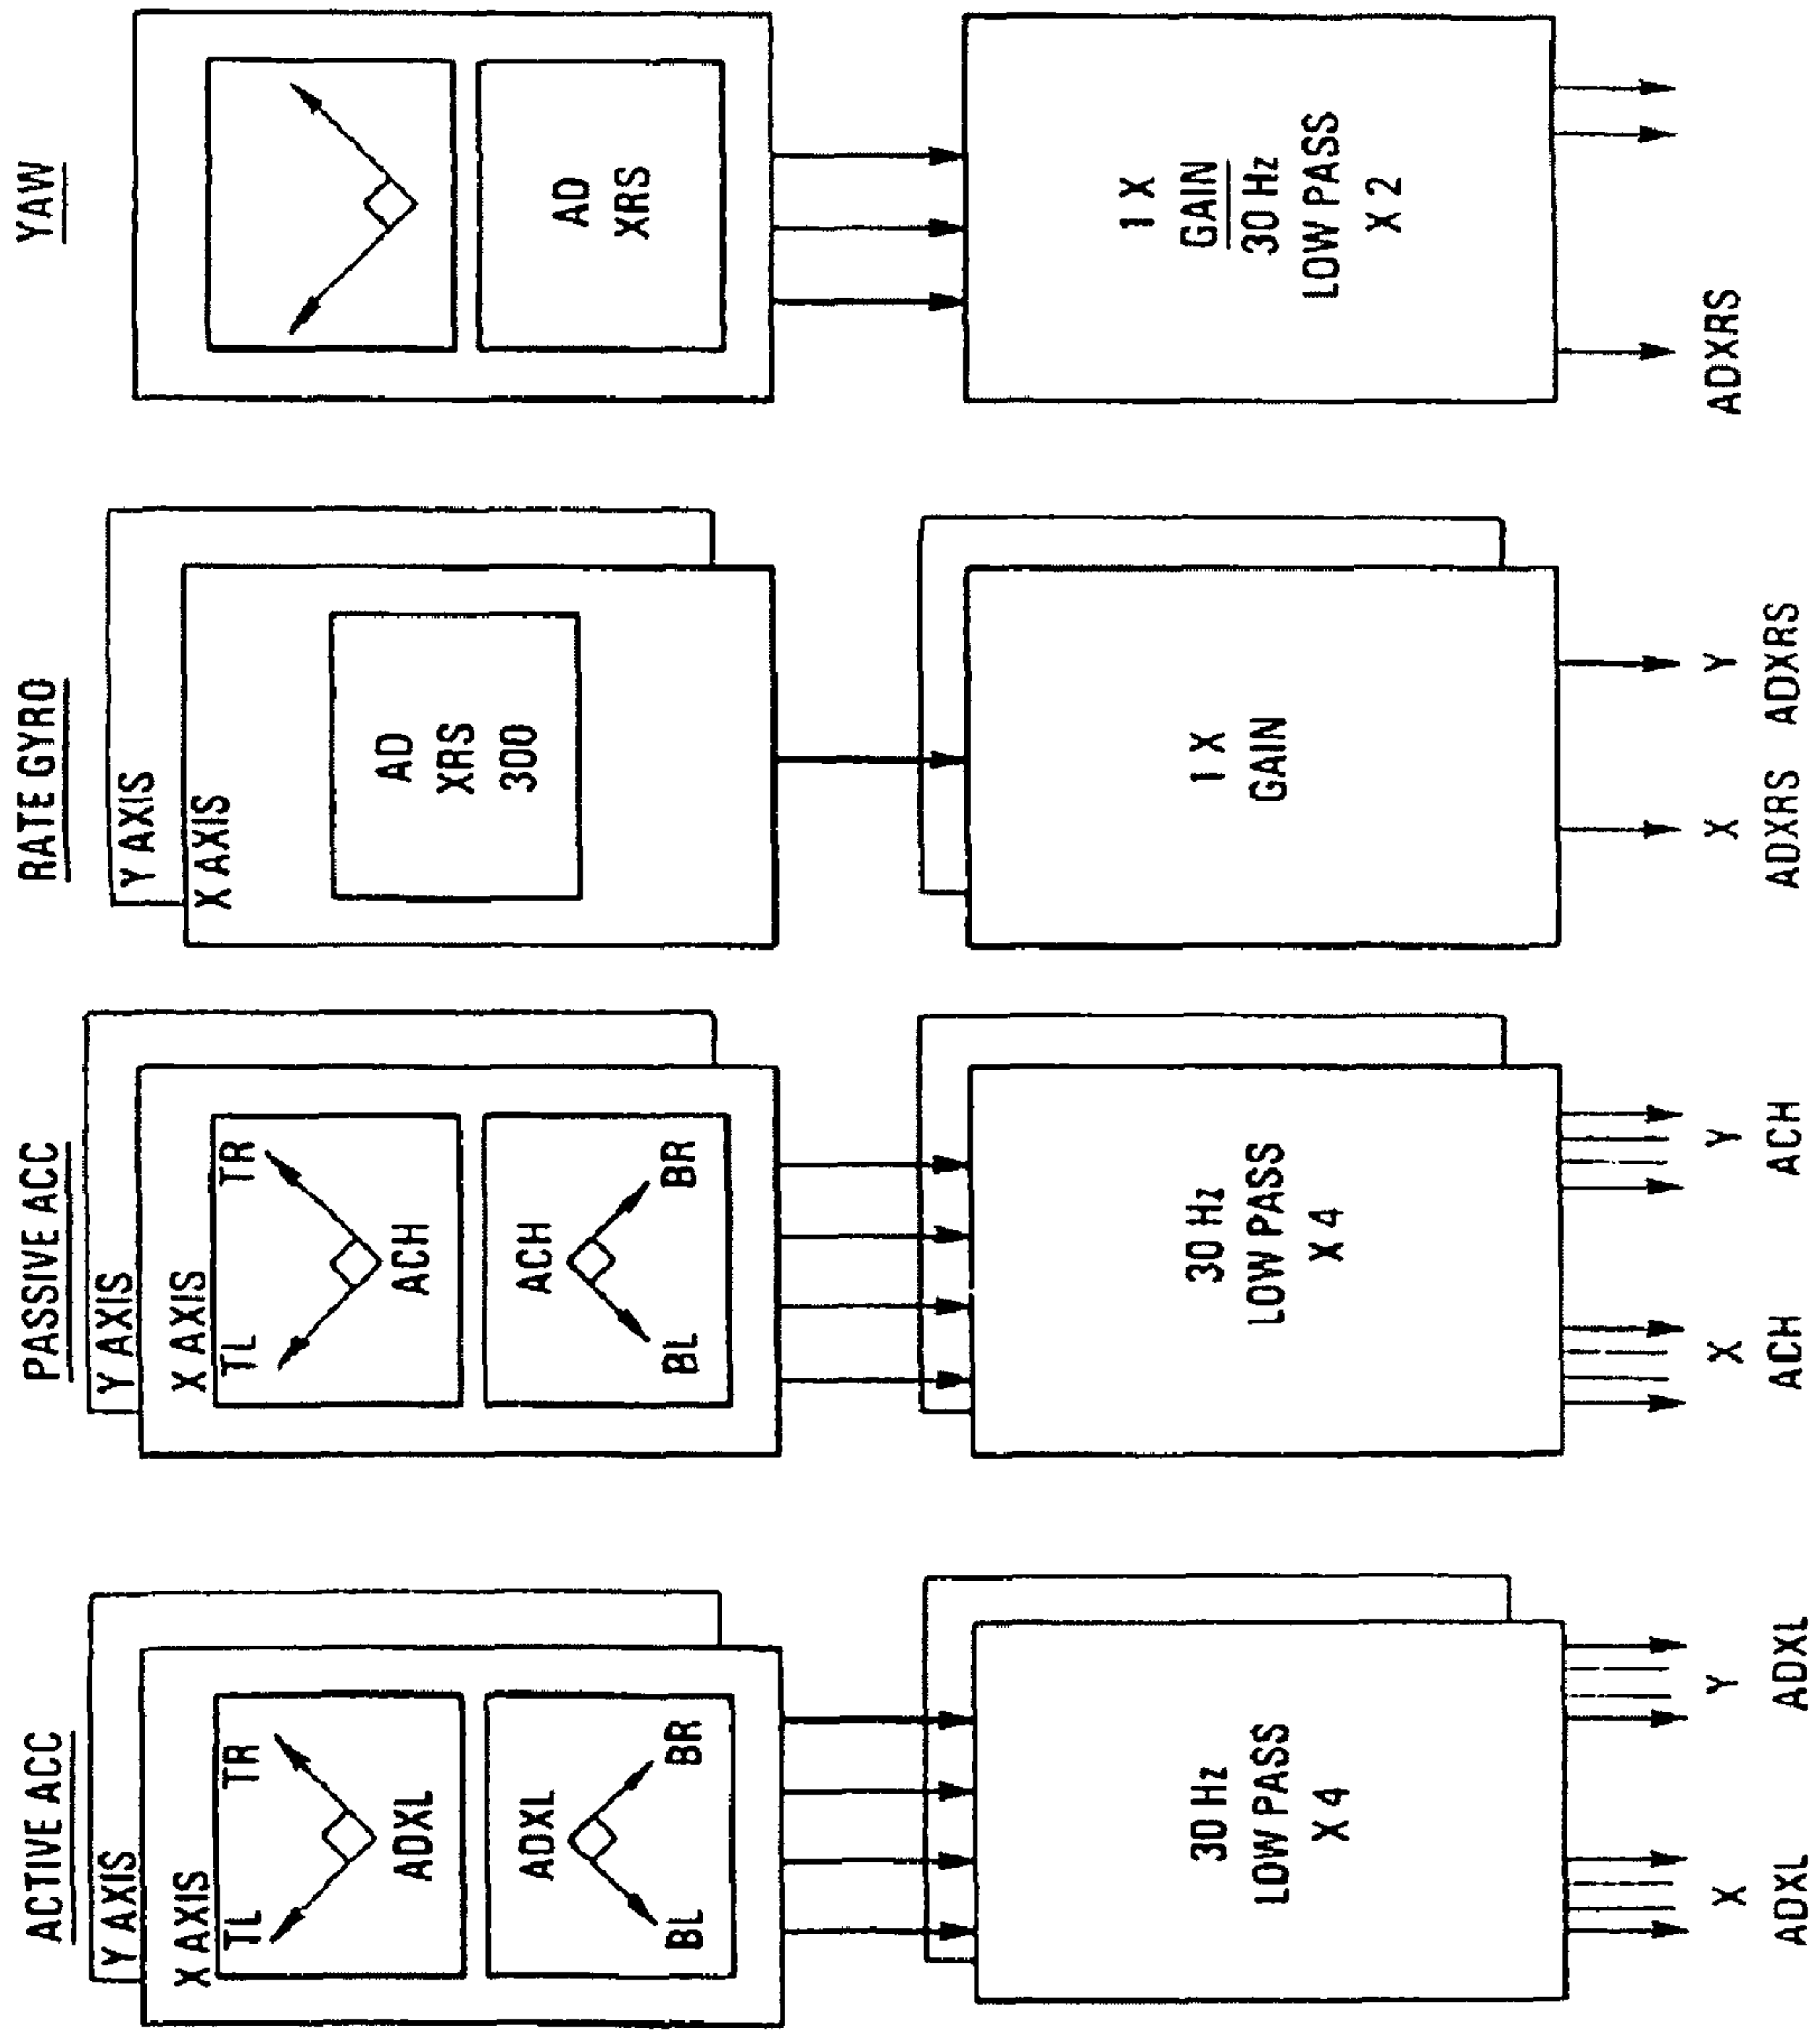 ACTIVE ACC
Y AXIS
X AXIS
TL
TR
ADXL
ADXL
BL
BR
30 Hz
LOW PASS
X 4
X
Y
ADXL
ADXL
PASSIVE ACC
Y AXIS
X AXIS
TL
TR
ACH
ACH
BL
BR
30 Hz
LOW PASS
X 4
X
Y
ACH
ACH
RATE GYRO
Y AXIS
X AXIS
AD
XRS
300
1 X
GAIN
X
Y
ADXRS
ADXRS
YAW
AD
XRS
1 X
GAIN
30 Hz
LOW PASS
X 2
ADXRS